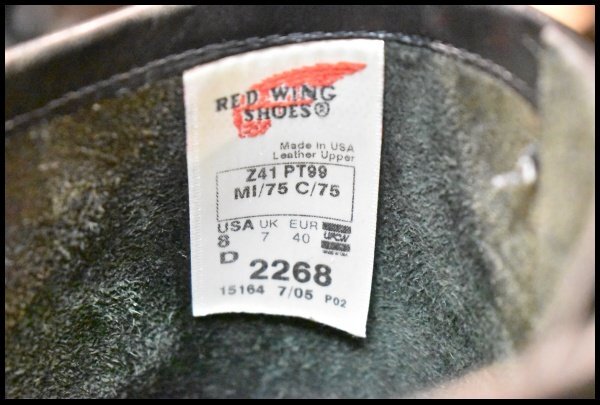 RED WING
SHOES®
Made in USA
Leather Upper
Z41 PT99
MI/75 C/75
USA UK EUR
8 7 40
UFCW
D 2268
15164 7/05 P02